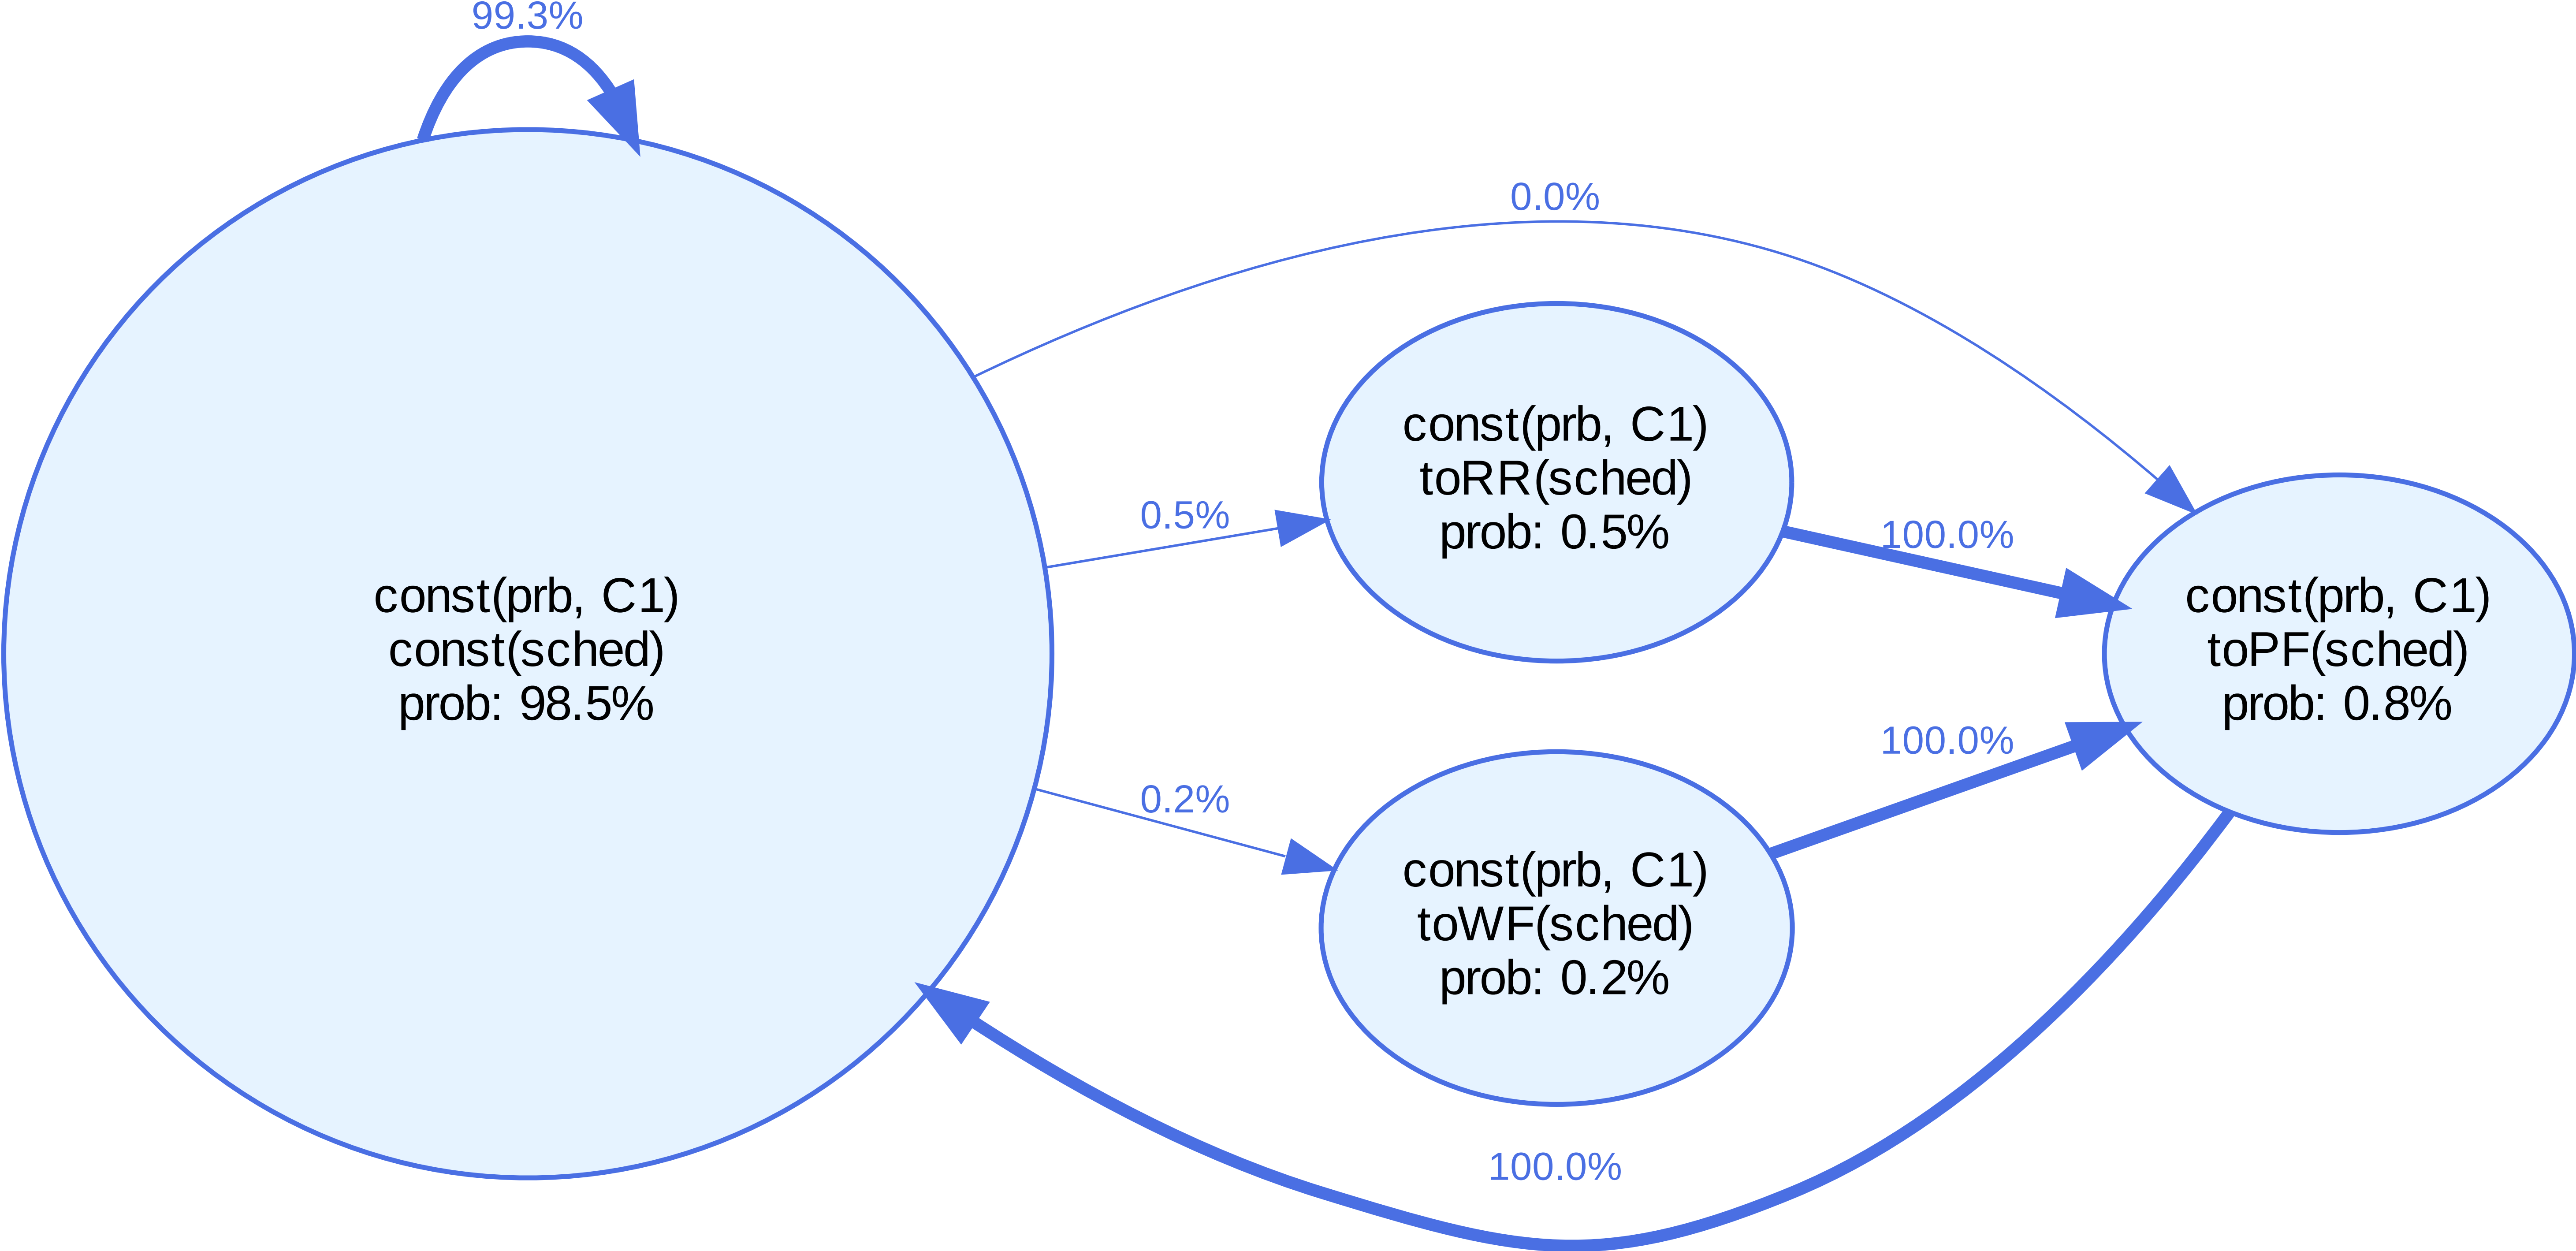 99.3%
0.0%
const(prb, C1)
toRR(sched)
prob: 0.5%
0.5%
100.0%
const(prb, C1)
const(sched)
prob: 98.5%
const(prb, C1)
toPF(sched)
prob: 0.8%
100.0%
0.2%
const(prb, C1)
toWF(sched)
prob: 0.2%
100.0%